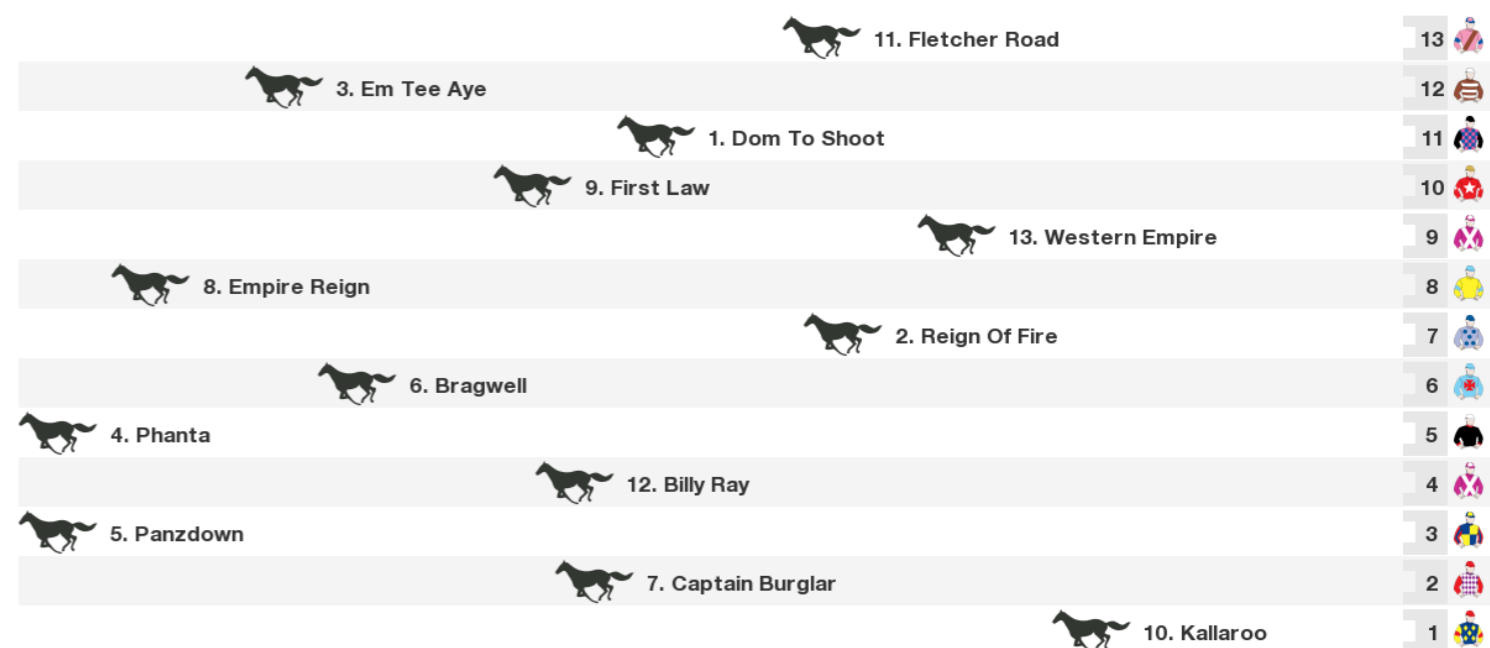 11. Fletcher Road 13
3. Em Tee Aye 12
1. Dom To Shoot 11
9. First Law 10
13. Western Empire 9
8. Empire Reign 8
2. Reign Of Fire 7
6. Bragwell 6
4. Phanta 5
12. Billy Ray 4
5. Panzdown 3
7. Captain Burglar 2
10. Kallaroo 1